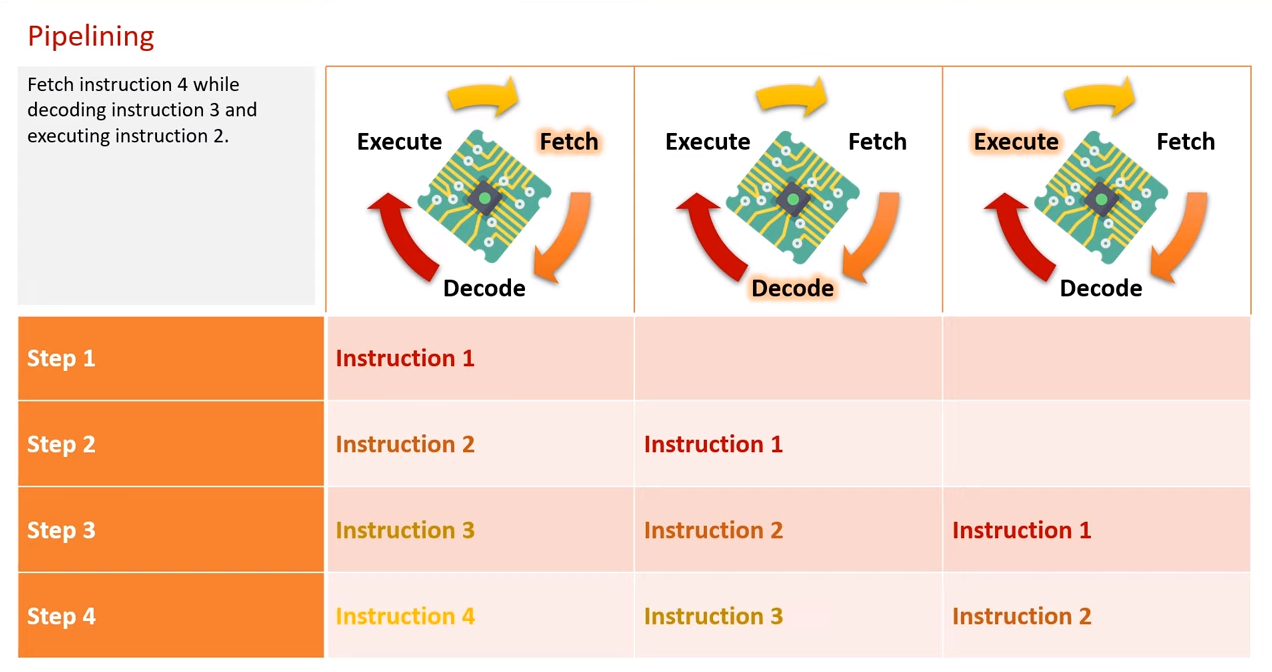 Pipelining
Fetch instruction 4 while
decoding instruction 3 and
executing instruction 2.
Execute
Fetch
Decode
Execute
Fetch
Decode
Execute
Fetch
Decode
Step 1
Instruction 1
Step 2
Instruction 2
Instruction 1
Step 3
Instruction 3
Instruction 2
Instruction 1
Step 4
Instruction 4
Instruction 3
Instruction 2